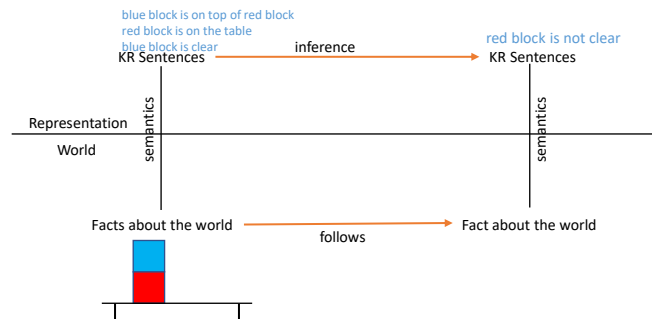 blue block is on top of red block
red block is on the table
blue block is clear
KR Sentences
inference
red block is not clear
KR Sentences
semantics
semantics
Representation
World
Facts about the world
follows
Fact about the world